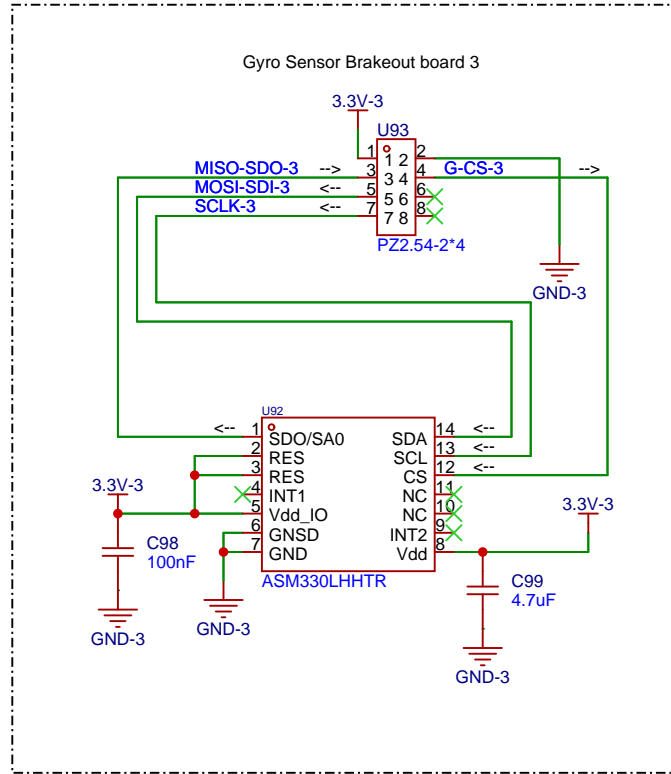 Gyro Sensor Brakeout board 3
3.3V-3
U93
1 1 2 2
MISO-SDO-3 --> 3 3 4 4 G-CS-3 -->
MOSI-SDI-3 <-- 5 5 6 6
SCLK-3 <-- 7 7 8 8
PZ2.54-2*4
GND-3
U92
<-- 1 SDO/SA0 SDA 14 <--
2 RES SCL 13 <--
3 RES CS 12 <--
4 INT1 NC 11
5 Vdd_IO NC 10
6 GNSD INT2 9
7 GND Vdd 8
ASM330LHHTR
3.3V-3
C98
100nF
GND-3
GND-3
3.3V-3
C99
4.7uF
GND-3